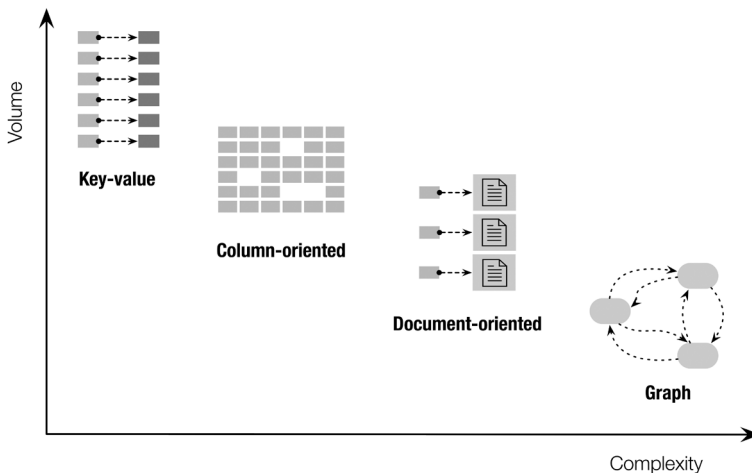 Volume
Key-value
Column-oriented
Document-oriented
Graph
Complexity